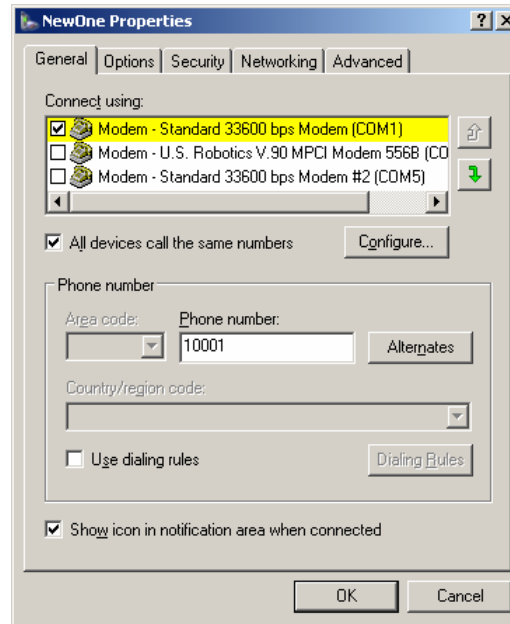 NewOne Properties
General Options Security Networking Advanced
Connect using:
Modem - Standard 33600 bps Modem (COM1)
Modem - U.S. Robotics V.90 MPCI Modem 556B (CO
Modem - Standard 33600 bps Modem #2 (COM5)
All devices call the same numbers Configure...
Phone number
Area code: Phone number:
10001 Alternates
Country/region code:
Use dialing rules Dialing Rules
Show icon in notification area when connected
OK Cancel